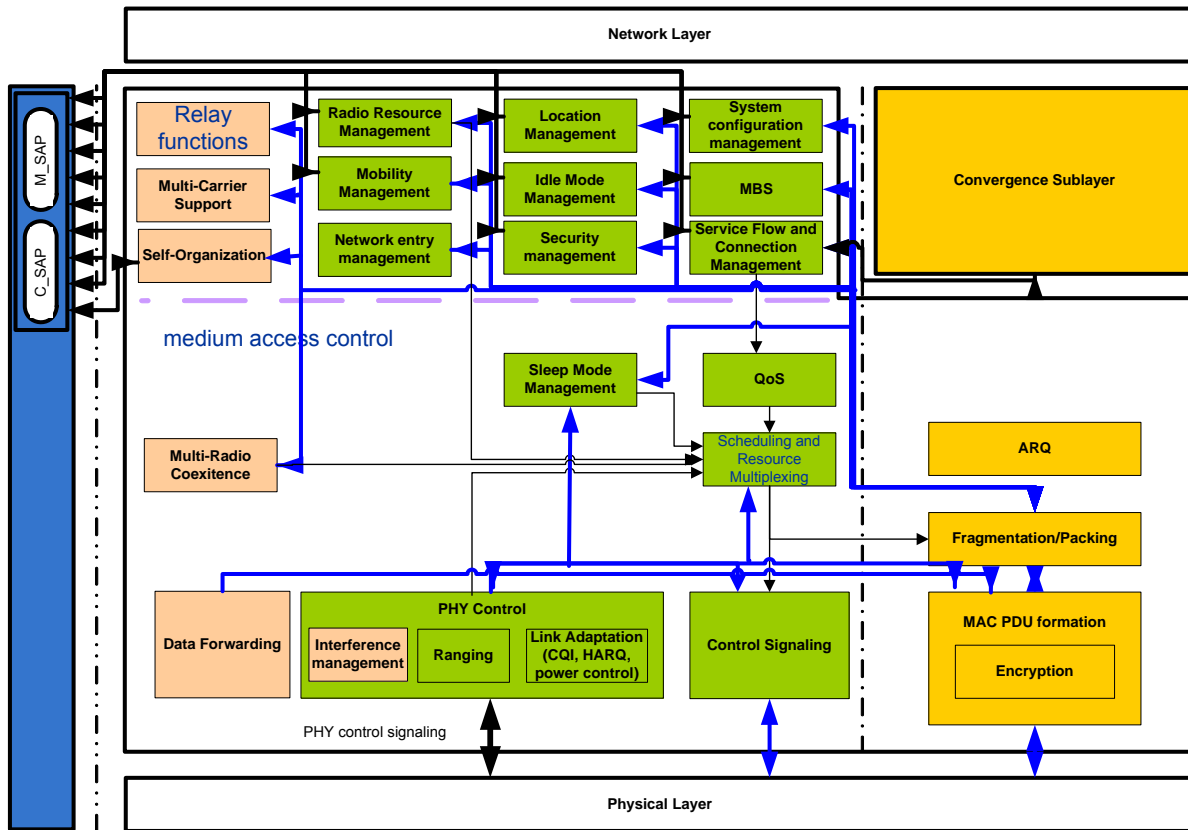 Network Layer
M_SAP
C_SAP
Relay
functions
Multi-Carrier
Support
Self-Organization
Radio Resource
Management
Mobility
Management
Network entry
management
Location
Management
Idle Mode
Management
Security
management
System
configuration
management
MBS
Service Flow and
Connection
Management
Convergence Sublayer
medium access control
Sleep Mode
Management
QoS
Multi-Radio
Coexitence
Scheduling and
Resource
Multiplexing
ARQ
Fragmentation/Packing
Data Forwarding
PHY Control
Interference
management
Ranging
Link Adaptation
(CQI, HARQ,
power control)
Control Signaling
MAC PDU formation
Encryption
PHY control signaling
Physical Layer